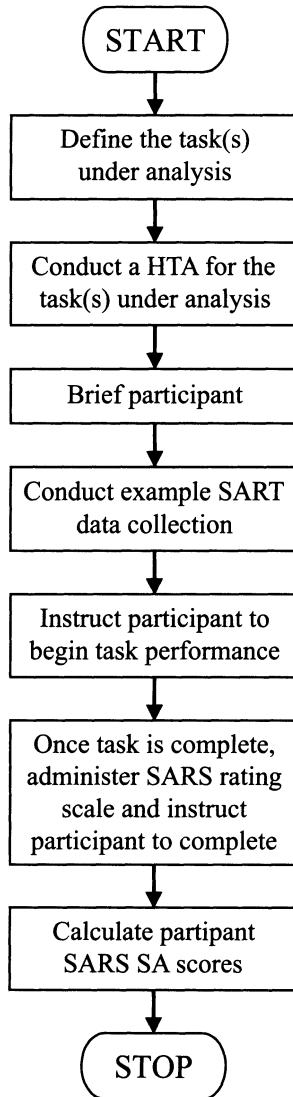 START
Define the task(s)
under analysis
Conduct a HTA for the
task(s) under analysis
Brief participant
Conduct example SART
data collection
Instruct participant to
begin task performance
Once task is complete,
administer SARS rating
scale and instruct
participant to complete
Calculate partipant
SARS SA scores
STOP